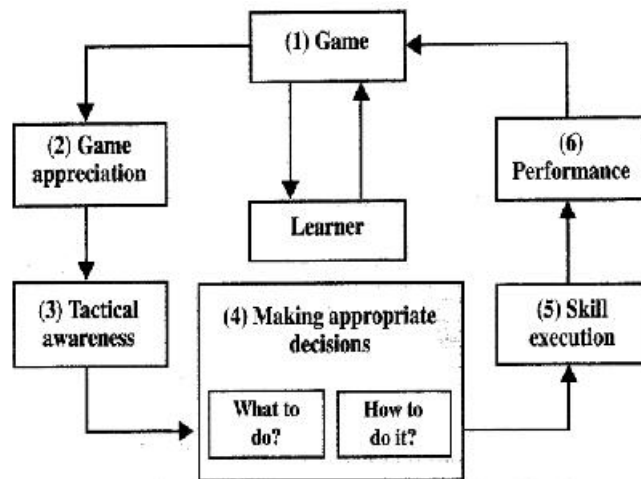 (1) Game
(2) Game
appreciation
(6)
Performance
Learner
(3) Tactical
awareness
(4) Making appropriate
decisions
What to
do?
How to
do it?
(5) Skill
execution